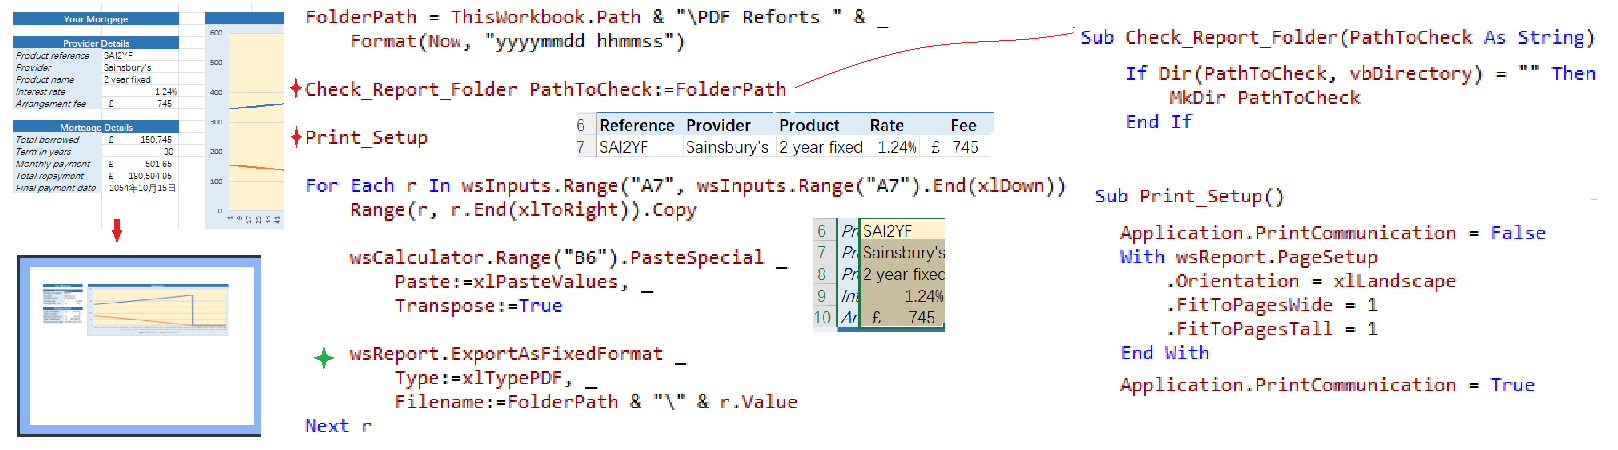 Your Mortgage
Provider Details
Product reference SAI2YF
Provider Sainsbury's
Product name 2 year fixed
Interest rate 1.24%
Arrangement fee £ 745
Mortgage Details
Total borrowed £ 150,745
Term in years 30
Monthly payment £ 501.65
Total repayment £ 180,594.05
Final payment date 2054年10月15日
600
500
400
300
200
100
0
1 9 17 25 33 41
FolderPath = ThisWorkbook.Path & "\PDF Reforts " & _
Format(Now, "yyyymmdd hhmmss")
Check_Report_Folder PathToCheck:=FolderPath
Print_Setup
6 Reference Provider Product Rate Fee
7 SAI2YF Sainsbury's 2 year fixed 1.24% £ 745
For Each r In wsInputs.Range("A7", wsInputs.Range("A7").End(xlDown))
Range(r, r.End(xlToRight)).Copy
wsCalculator.Range("B6").PasteSpecial _
Paste:=xlPasteValues, _
Transpose:=True
6 Pr SAI2YF
7 Pr Sainsbury's
8 Pr 2 year fixed
9 Int 1.24%
10 Ar £ 745
wsReport.ExportAsFixedFormat _
Type:=xlTypePDF, _
Filename:=FolderPath & "\" & r.Value
Next r
Sub Check_Report_Folder(PathToCheck As String)
If Dir(PathToCheck, vbDirectory) = "" Then
MkDir PathToCheck
End If
Sub Print_Setup()
Application.PrintCommunication = False
With wsReport.PageSetup
.Orientation = xlLandscape
.FitToPagesWide = 1
.FitToPagesTall = 1
End With
Application.PrintCommunication = True